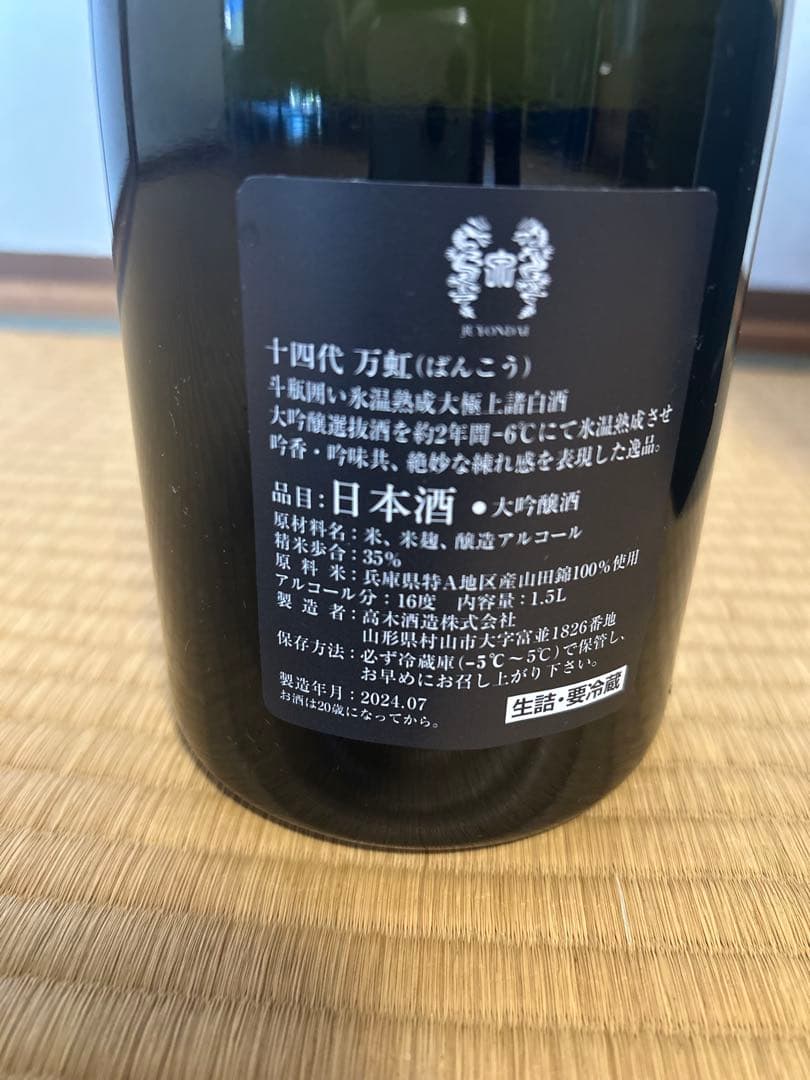 JUYONDAI
十四代 万虹(ばんこう)
斗瓶囲い氷温熟成大極上諸白酒
大吟醸選抜酒を約2年間-6℃にて氷温熟成させ
吟香・吟味共、絶妙な練れ感を表現した逸品。
品目:日本酒 ●大吟醸酒
原材料名:米、米麹、醸造アルコール
精米歩合:35%
原料米:兵庫県特A地区産山田錦100%使用
アルコール分:16度 内容量:1.5L
製造者:高木酒造株式会社
山形県村山市大字富並1826番地
保存方法:必ず冷蔵庫(-5℃~5℃)で保管し、
お早めにお召し上がり下さい。
製造年月:2024.07
生詰・要冷蔵
お酒は20歳になってから。